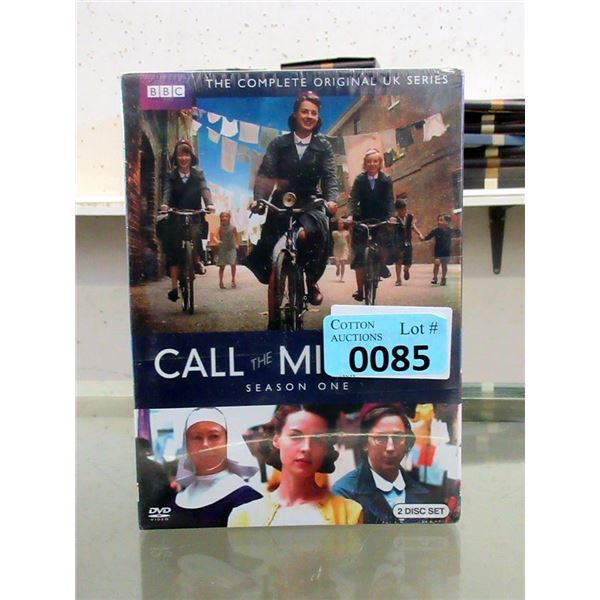 BBC
THE COMPLETE ORIGINAL UK SERIES
COTTON
AUCTIONS
Lot #
0085
CALL THE MI
SEASON ONE
DVD
VIDEO
2 DISC SET